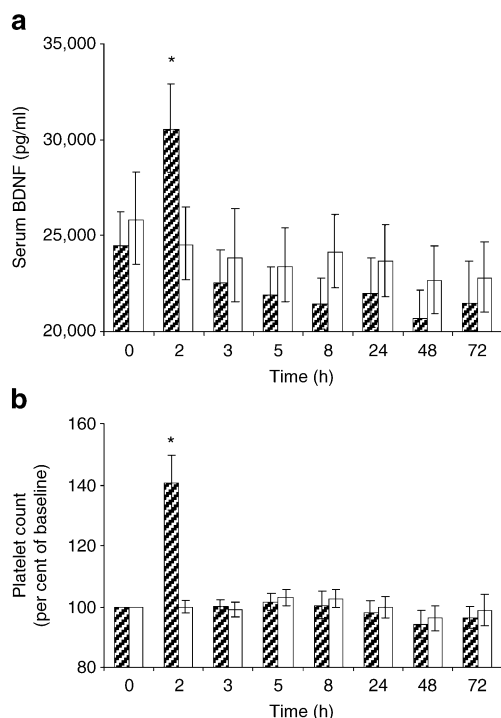 a
35,000
30,000
25,000
20,000
Serum BDNF (pg/ml)
*
0 2 3 5 8 24 48 72
Time (h)
b
160
140
120
100
80
Platelet count
(per cent of baseline)
*
0 2 3 5 8 24 48 72
Time (h)